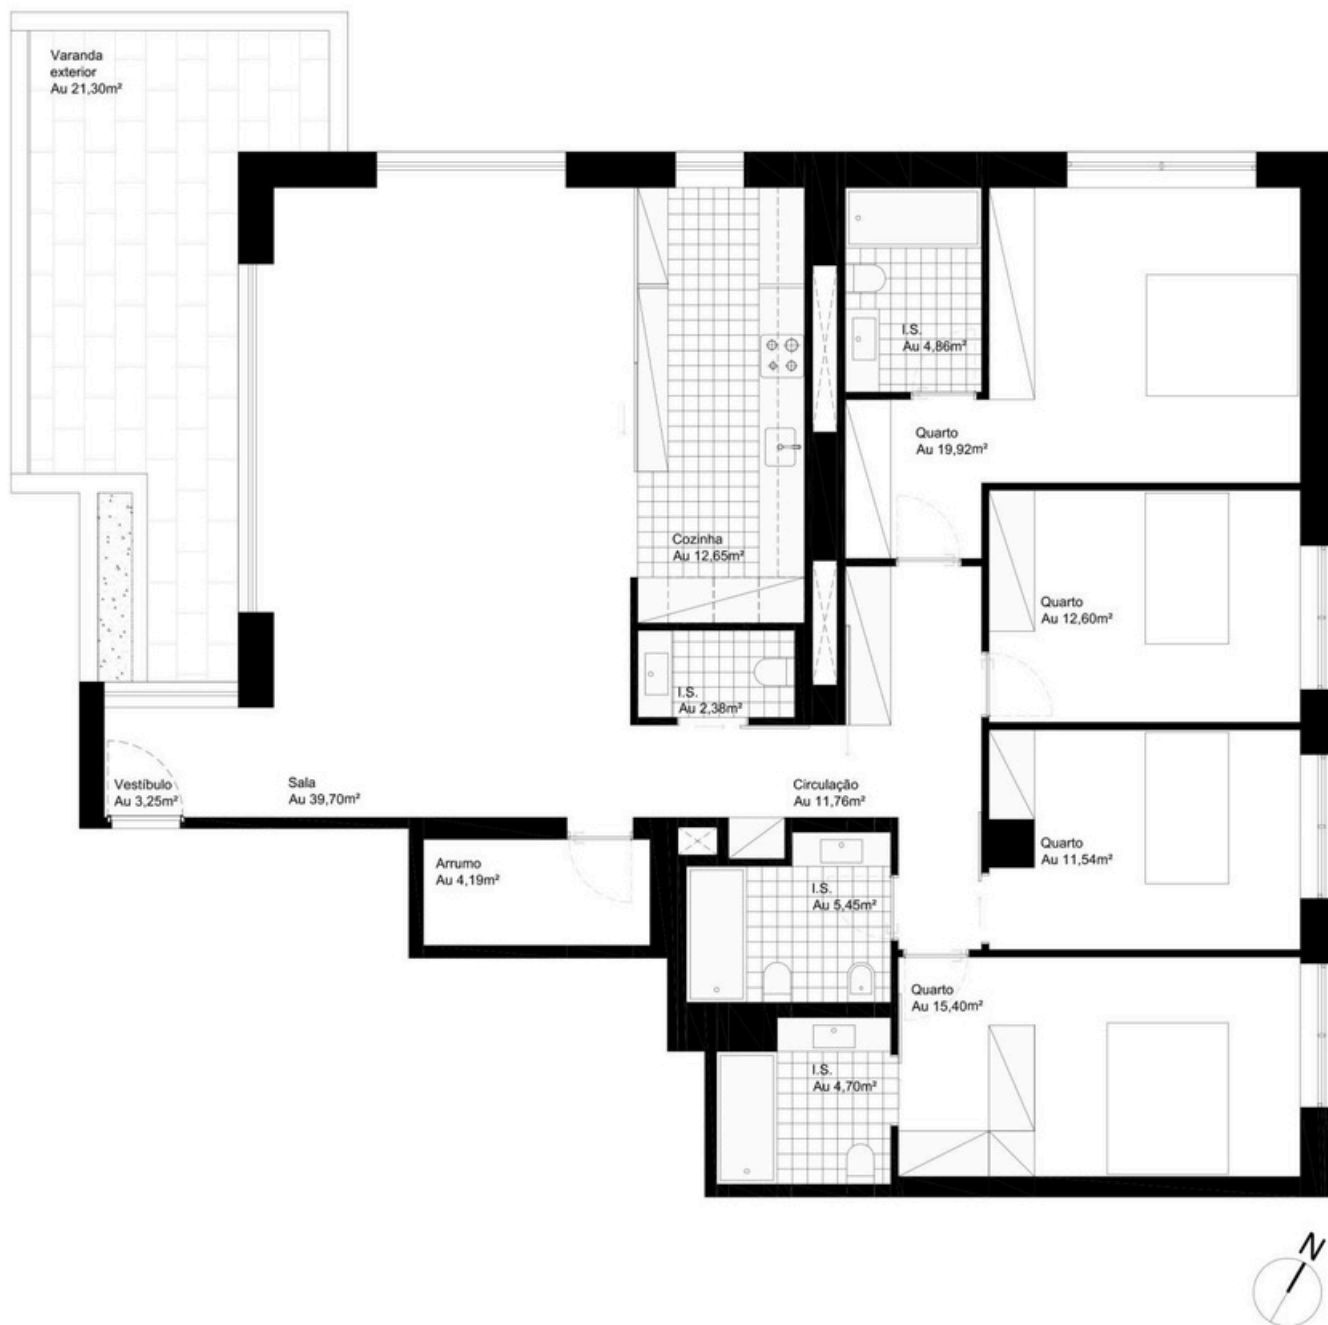 Varanda
exterior
Au 21,30m²
I.S.
Au 4,86m²
Quarto
Au 19,92m²
Cozinha
Au 12,65m²
Quarto
Au 12,60m²
I.S.
Au 2,38m²
Vestíbulo
Au 3,25m²
Sala
Au 39,70m²
Circulação
Au 11,76m²
Arrumo
Au 4,19m²
Quarto
Au 11,54m²
I.S.
Au 5,45m²
Quarto
Au 15,40m²
I.S.
Au 4,70m²
N